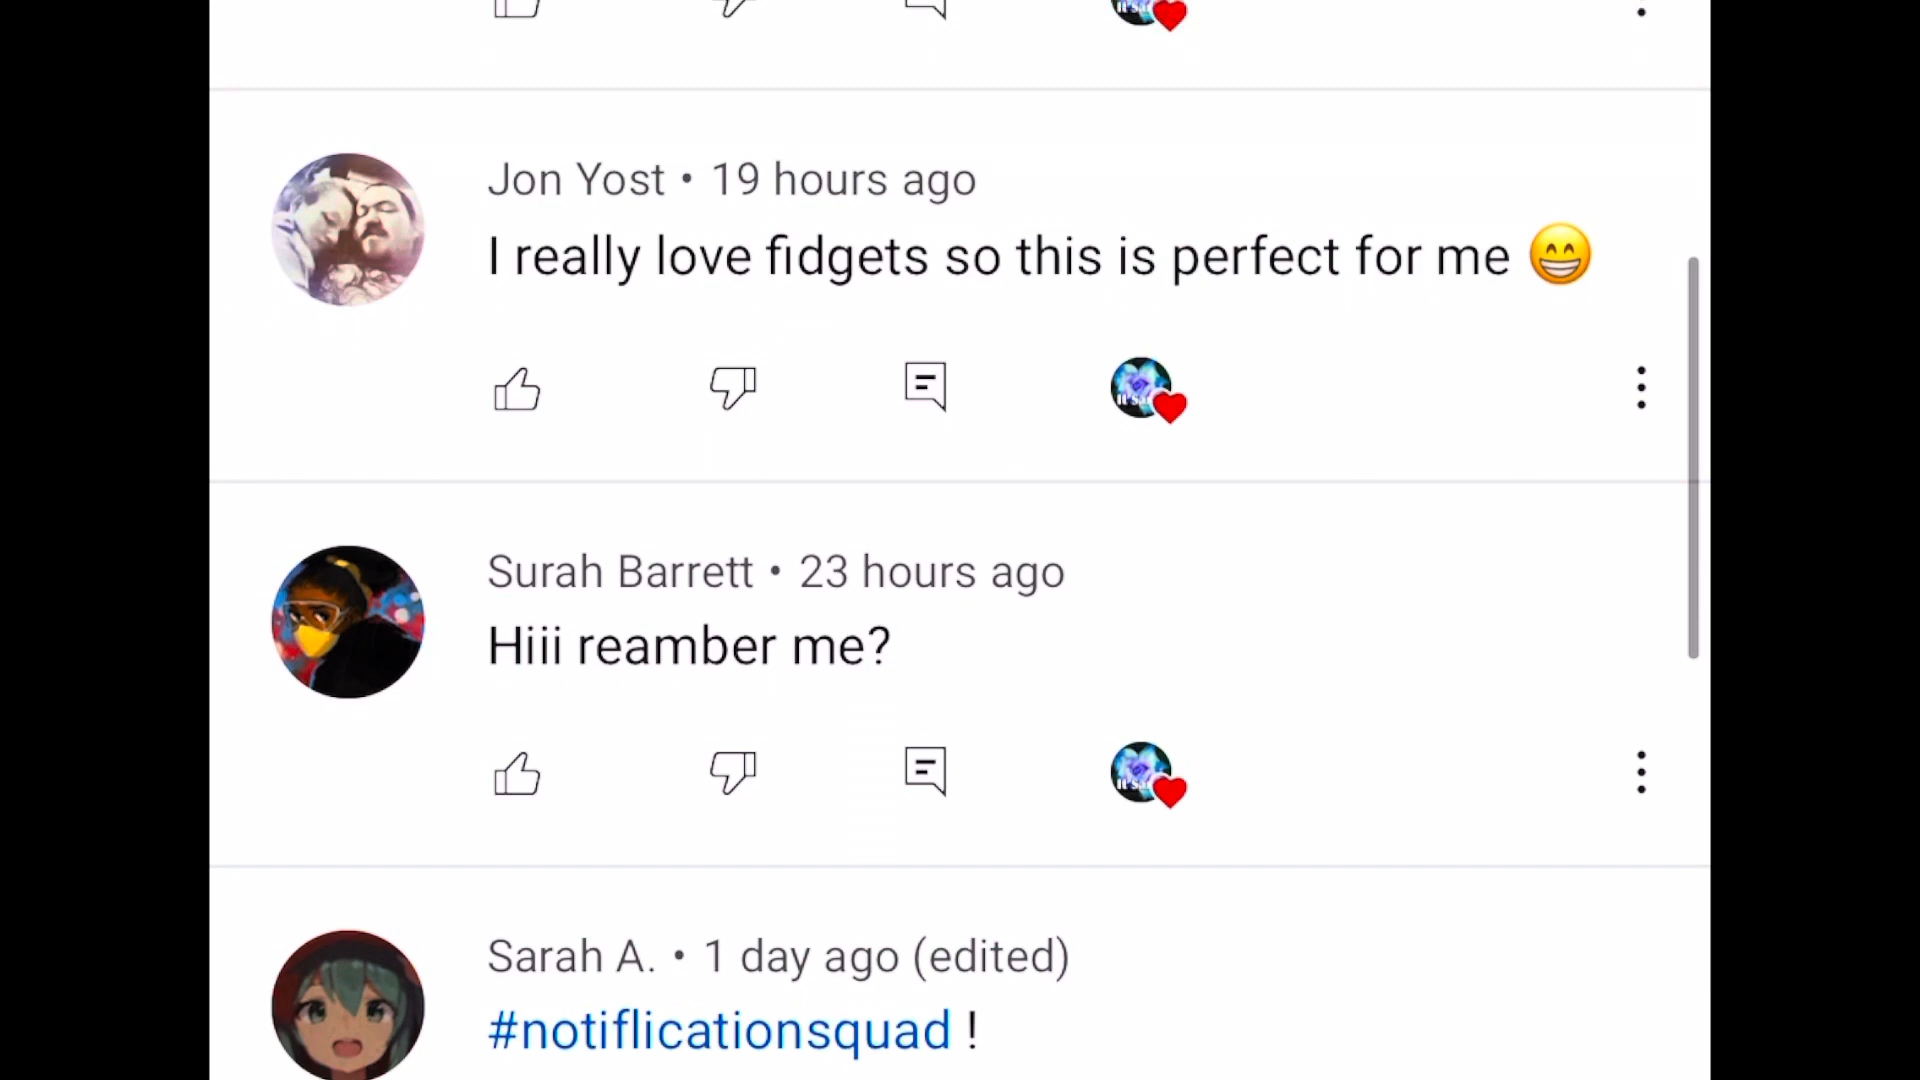 Jon Yost • 19 hours ago
I really love fidgets so this is perfect for me 😁
Surah Barrett • 23 hours ago
Hiii reamber me?
Sarah A. • 1 day ago (edited)
#notiflicationsquad !